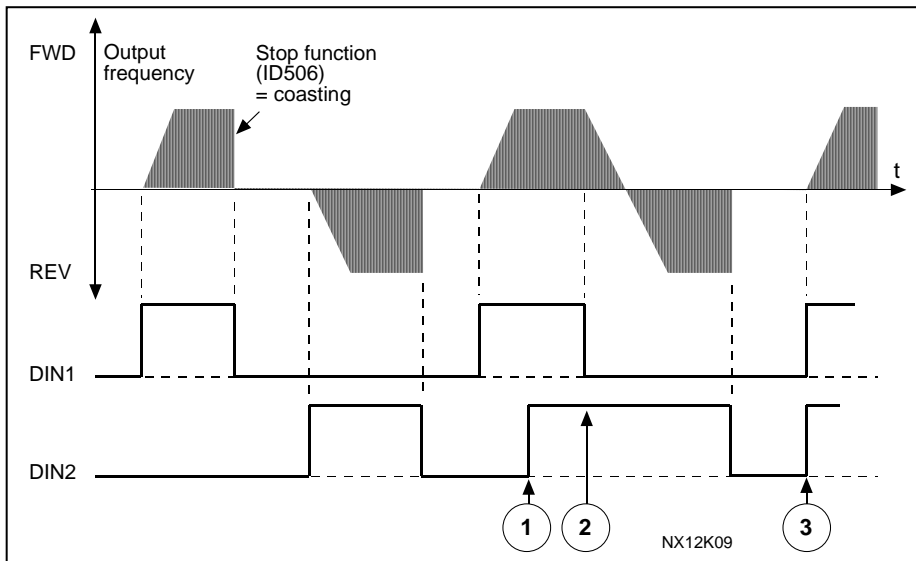 FWD
Output
frequency
Stop function
(ID506)
= coasting
t
REV
DIN1
DIN2
1
2
3
NX12K09